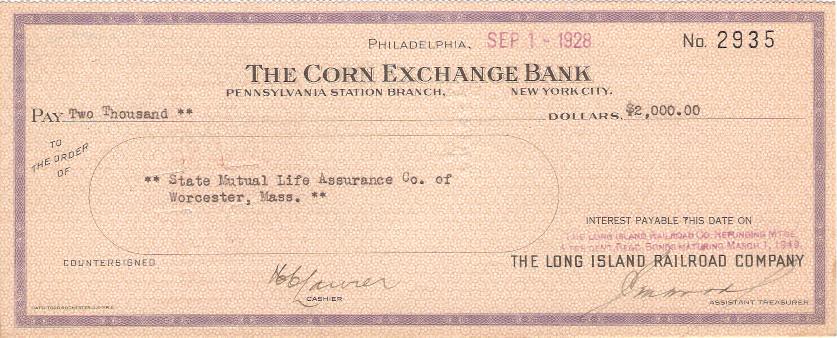 PHILADELPHIA, SEP 1 - 1928 No. 2935
THE CORN EXCHANGE BANK
PENNSYLVANIA STATION BRANCH, NEW YORK CITY.
PAY Two Thousand ** DOLLARS. $2,000.00
TO
THE ORDER
OF
** State Mutual Life Assurance Co. of
Worcester, Mass. **
INTEREST PAYABLE THIS DATE ON
THE LONG ISLAND RAILROAD CO. REFUNDING MTGE.
4 PER CENT. REGD. BONDS MATURING MARCH 1, 1949.
COUNTERSIGNED
THE LONG ISLAND RAILROAD COMPANY
CASHIER
ASSISTANT TREASURER